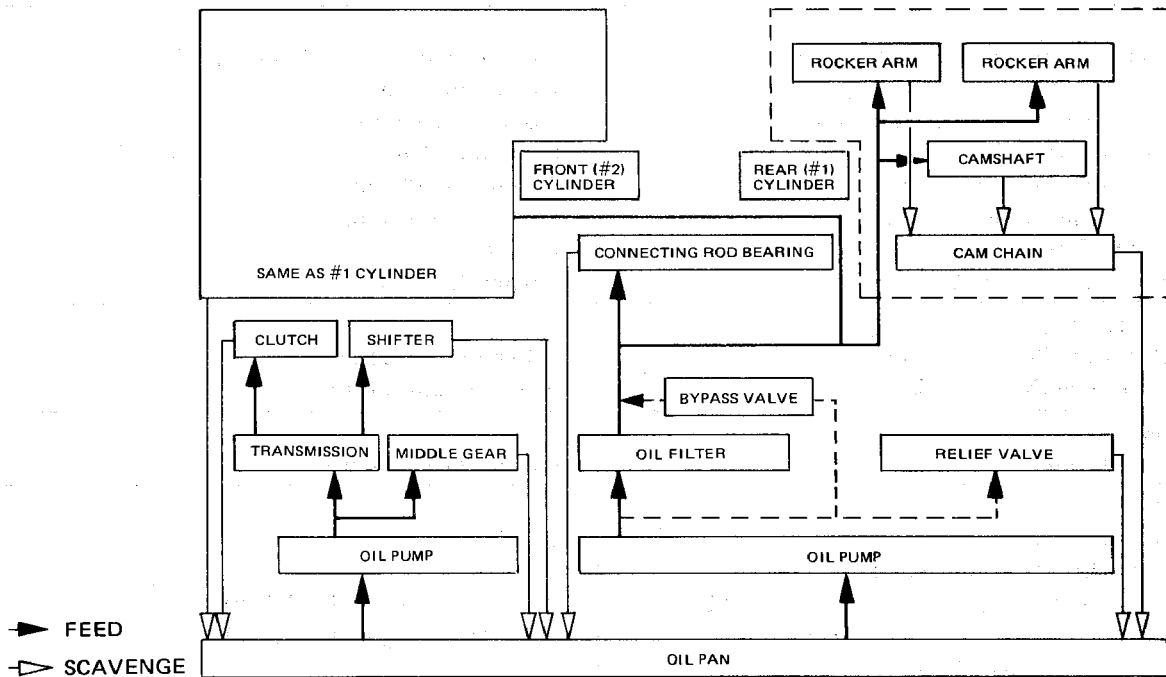 ROCKER ARM
ROCKER ARM
FRONT (#2)
CYLINDER
REAR (#1)
CYLINDER
CAMSHAFT
CONNECTING ROD BEARING
CAM CHAIN
SAME AS #1 CYLINDER
CLUTCH
SHIFTER
BYPASS VALVE
TRANSMISSION
MIDDLE GEAR
OIL FILTER
RELIEF VALVE
OIL PUMP
OIL PUMP
FEED
SCAVENGE
OIL PAN